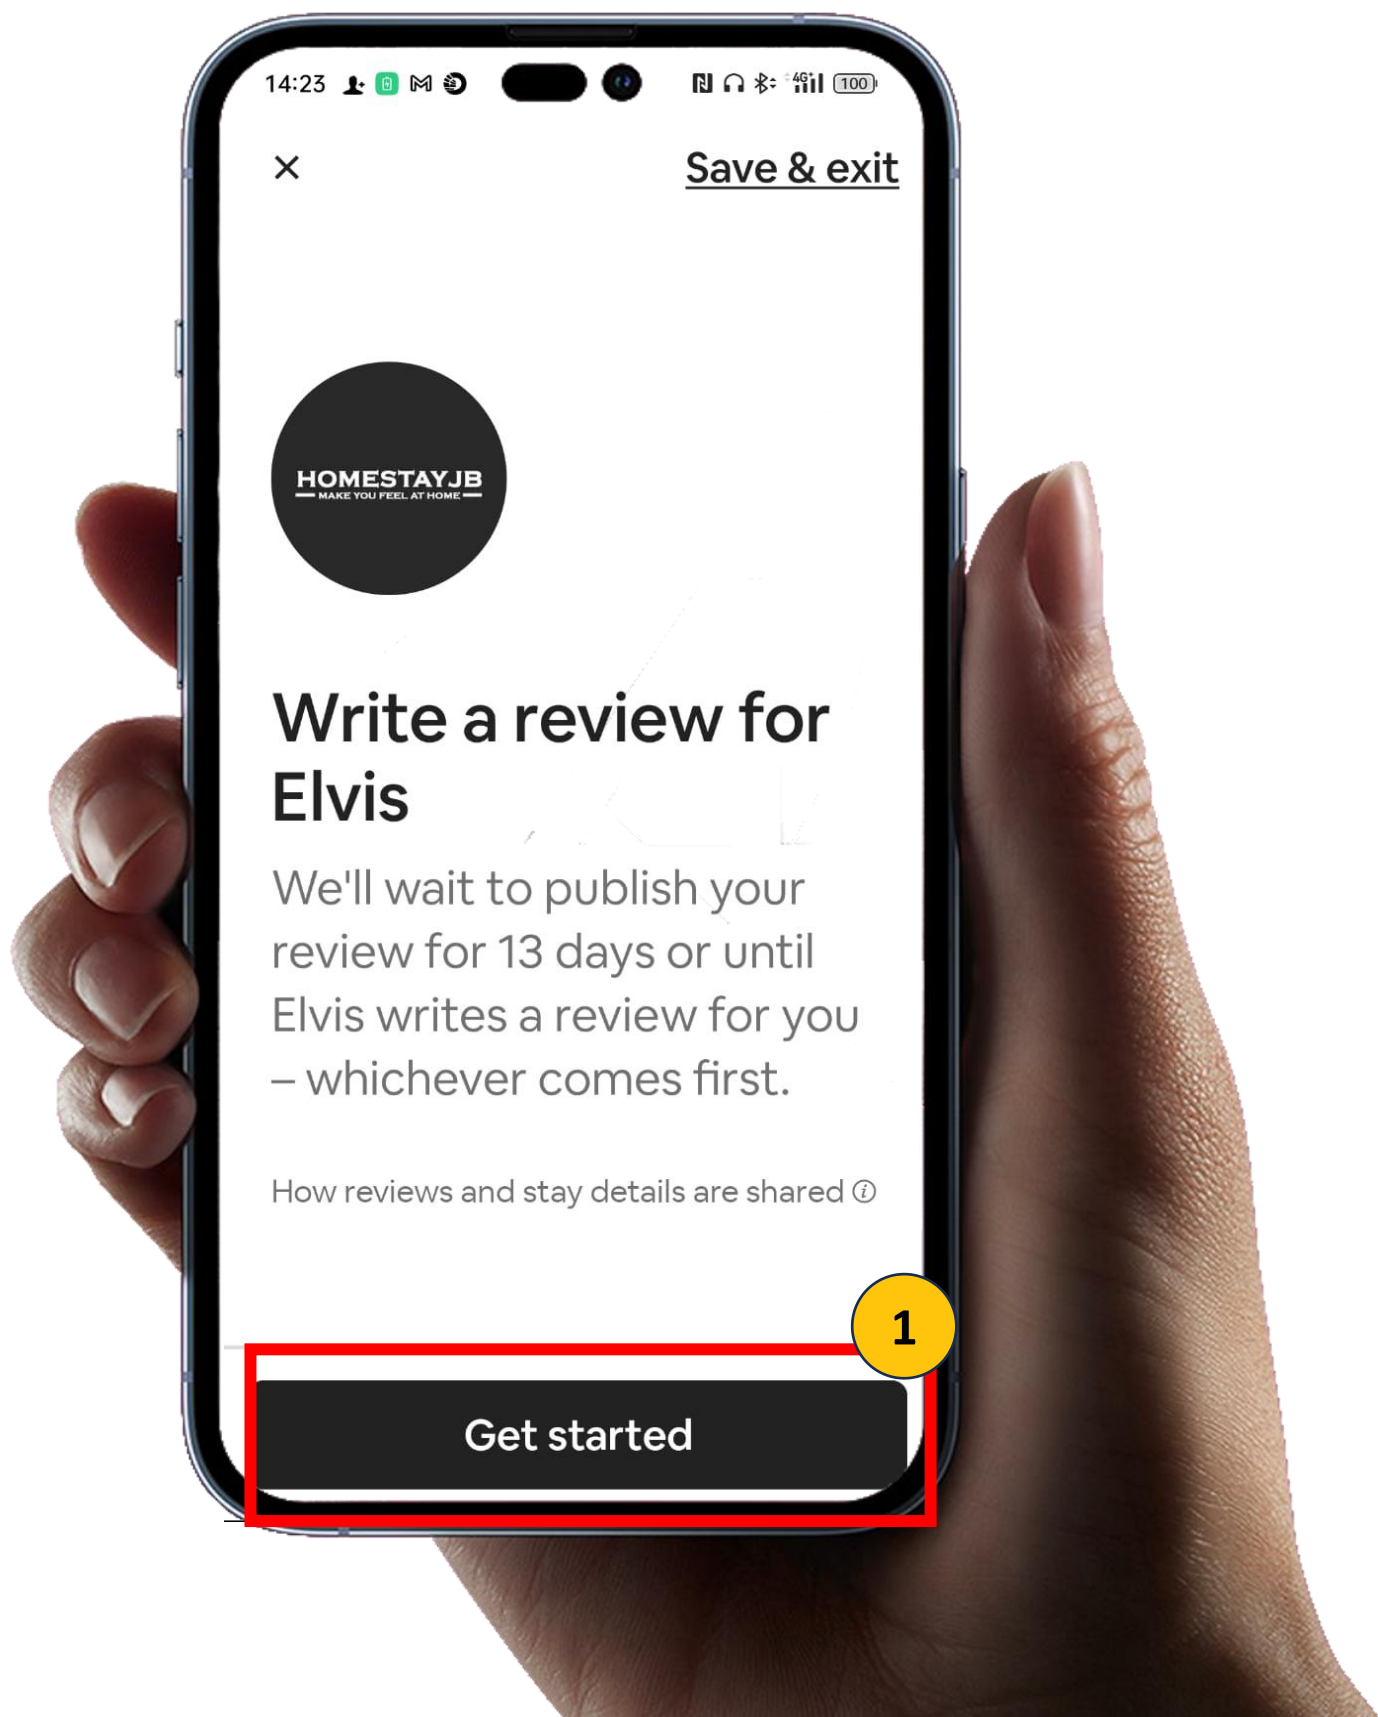 14:23
4G+
100
Save & exit
HOMESTAYJB
MAKE YOU FEEL AT HOME
Write a review for
Elvis
We'll wait to publish your
review for 13 days or until
Elvis writes a review for you
– whichever comes first.
How reviews and stay details are shared
1
Get started